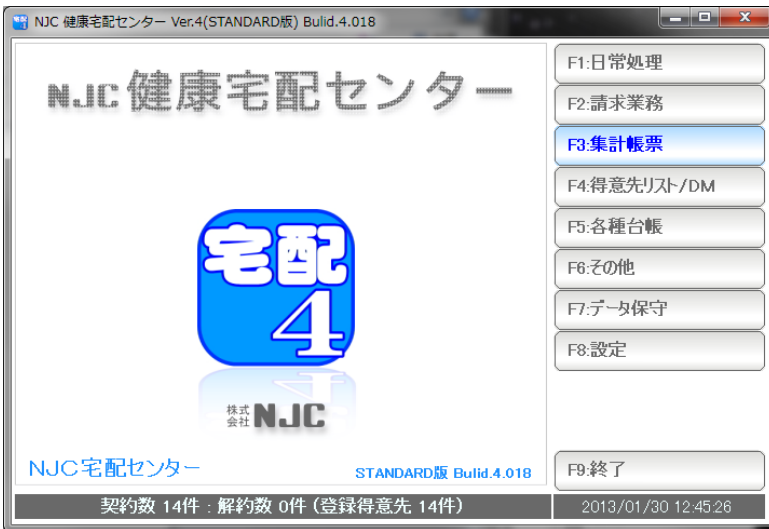 NJC 健康宅配センター Ver.4(STANDARD版) Bulid.4.018
NJC 健康宅配センター
宅配
4
株式会社 NJC
NJC宅配センター
STANDARD版 Bulid.4.018
F1:日常処理
F2:請求業務
F3:集計帳票
F4:得意先リスト/DM
F5:各種台帳
F6:その他
F7:データ保守
F8:設定
F9:終了
契約数 14件 : 解約数 0件 (登録得意先 14件)
2013/01/30 12:45:26